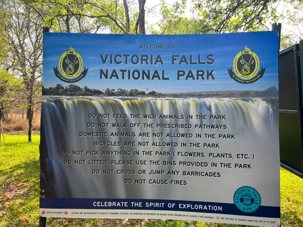 WELCOME TO
VICTORIA FALLS
NATIONAL PARK
DO NOT FEED THE WILD ANIMALS IN THE PARK
DO NOT WALK OFF THE PRESCRIBED PATHWAYS
DOMESTIC ANIMALS ARE NOT ALLOWED IN THE PARK
BICYCLES ARE NOT ALLOWED IN THE PARK
DO NOT PICK ANYTHING IN THE PARK ( FLOWERS, PLANTS, ETC. )
DO NOT LITTER. PLEASE USE THE BINS PROVIDED IN THE PARK
DO NOT CROSS OR JUMP ANY BARRICADES
DO NOT CAUSE FIRES
CELEBRATE THE SPIRIT OF EXPLORATION